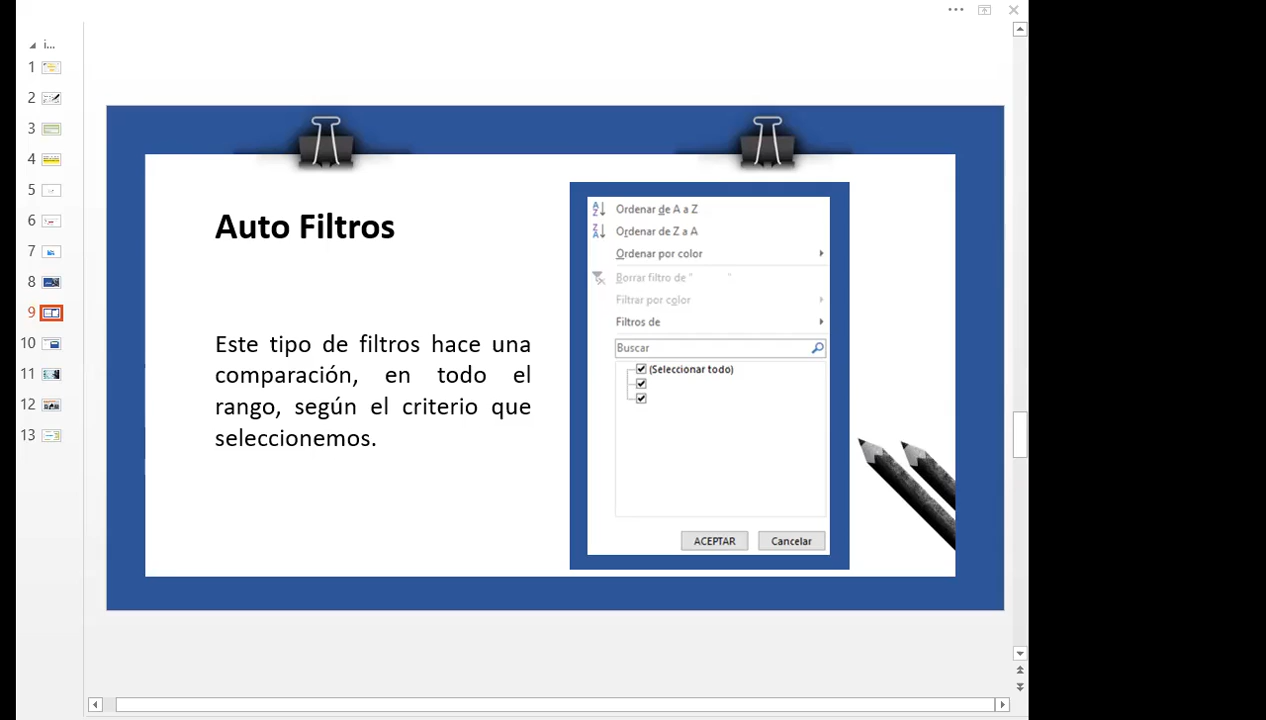 i...
1
2
3
4
5
6
7
8
9
10
11
12
13
Auto Filtros
Este tipo de filtros hace una
comparación, en todo el
rango, según el criterio que
seleccionemos.
Ordenar de A a Z
Ordenar de Z a A
Ordenar por color
Borrar filtro de " "
Filtrar por color
Filtros de
Buscar
(Seleccionar todo)
ACEPTAR Cancelar